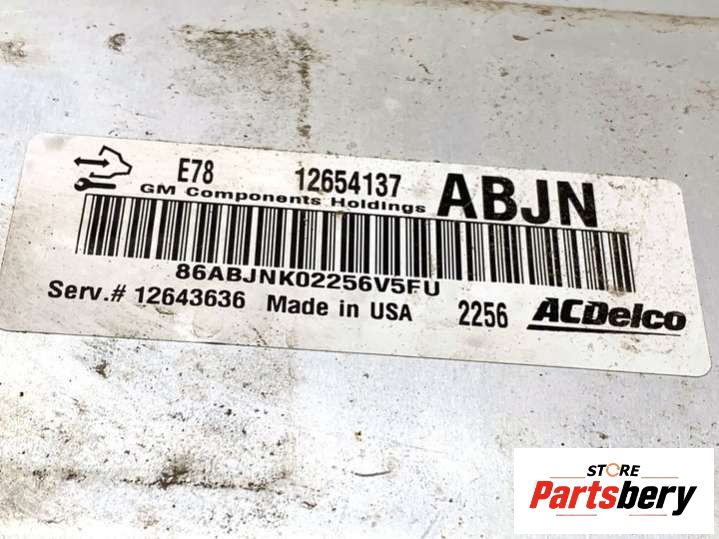 E78 12654137 ABJN
GM Components Holdings
86ABJNK02256V5FU
Serv.# 12643636 Made in USA 2256 ACDelco
STORE
Partsbery